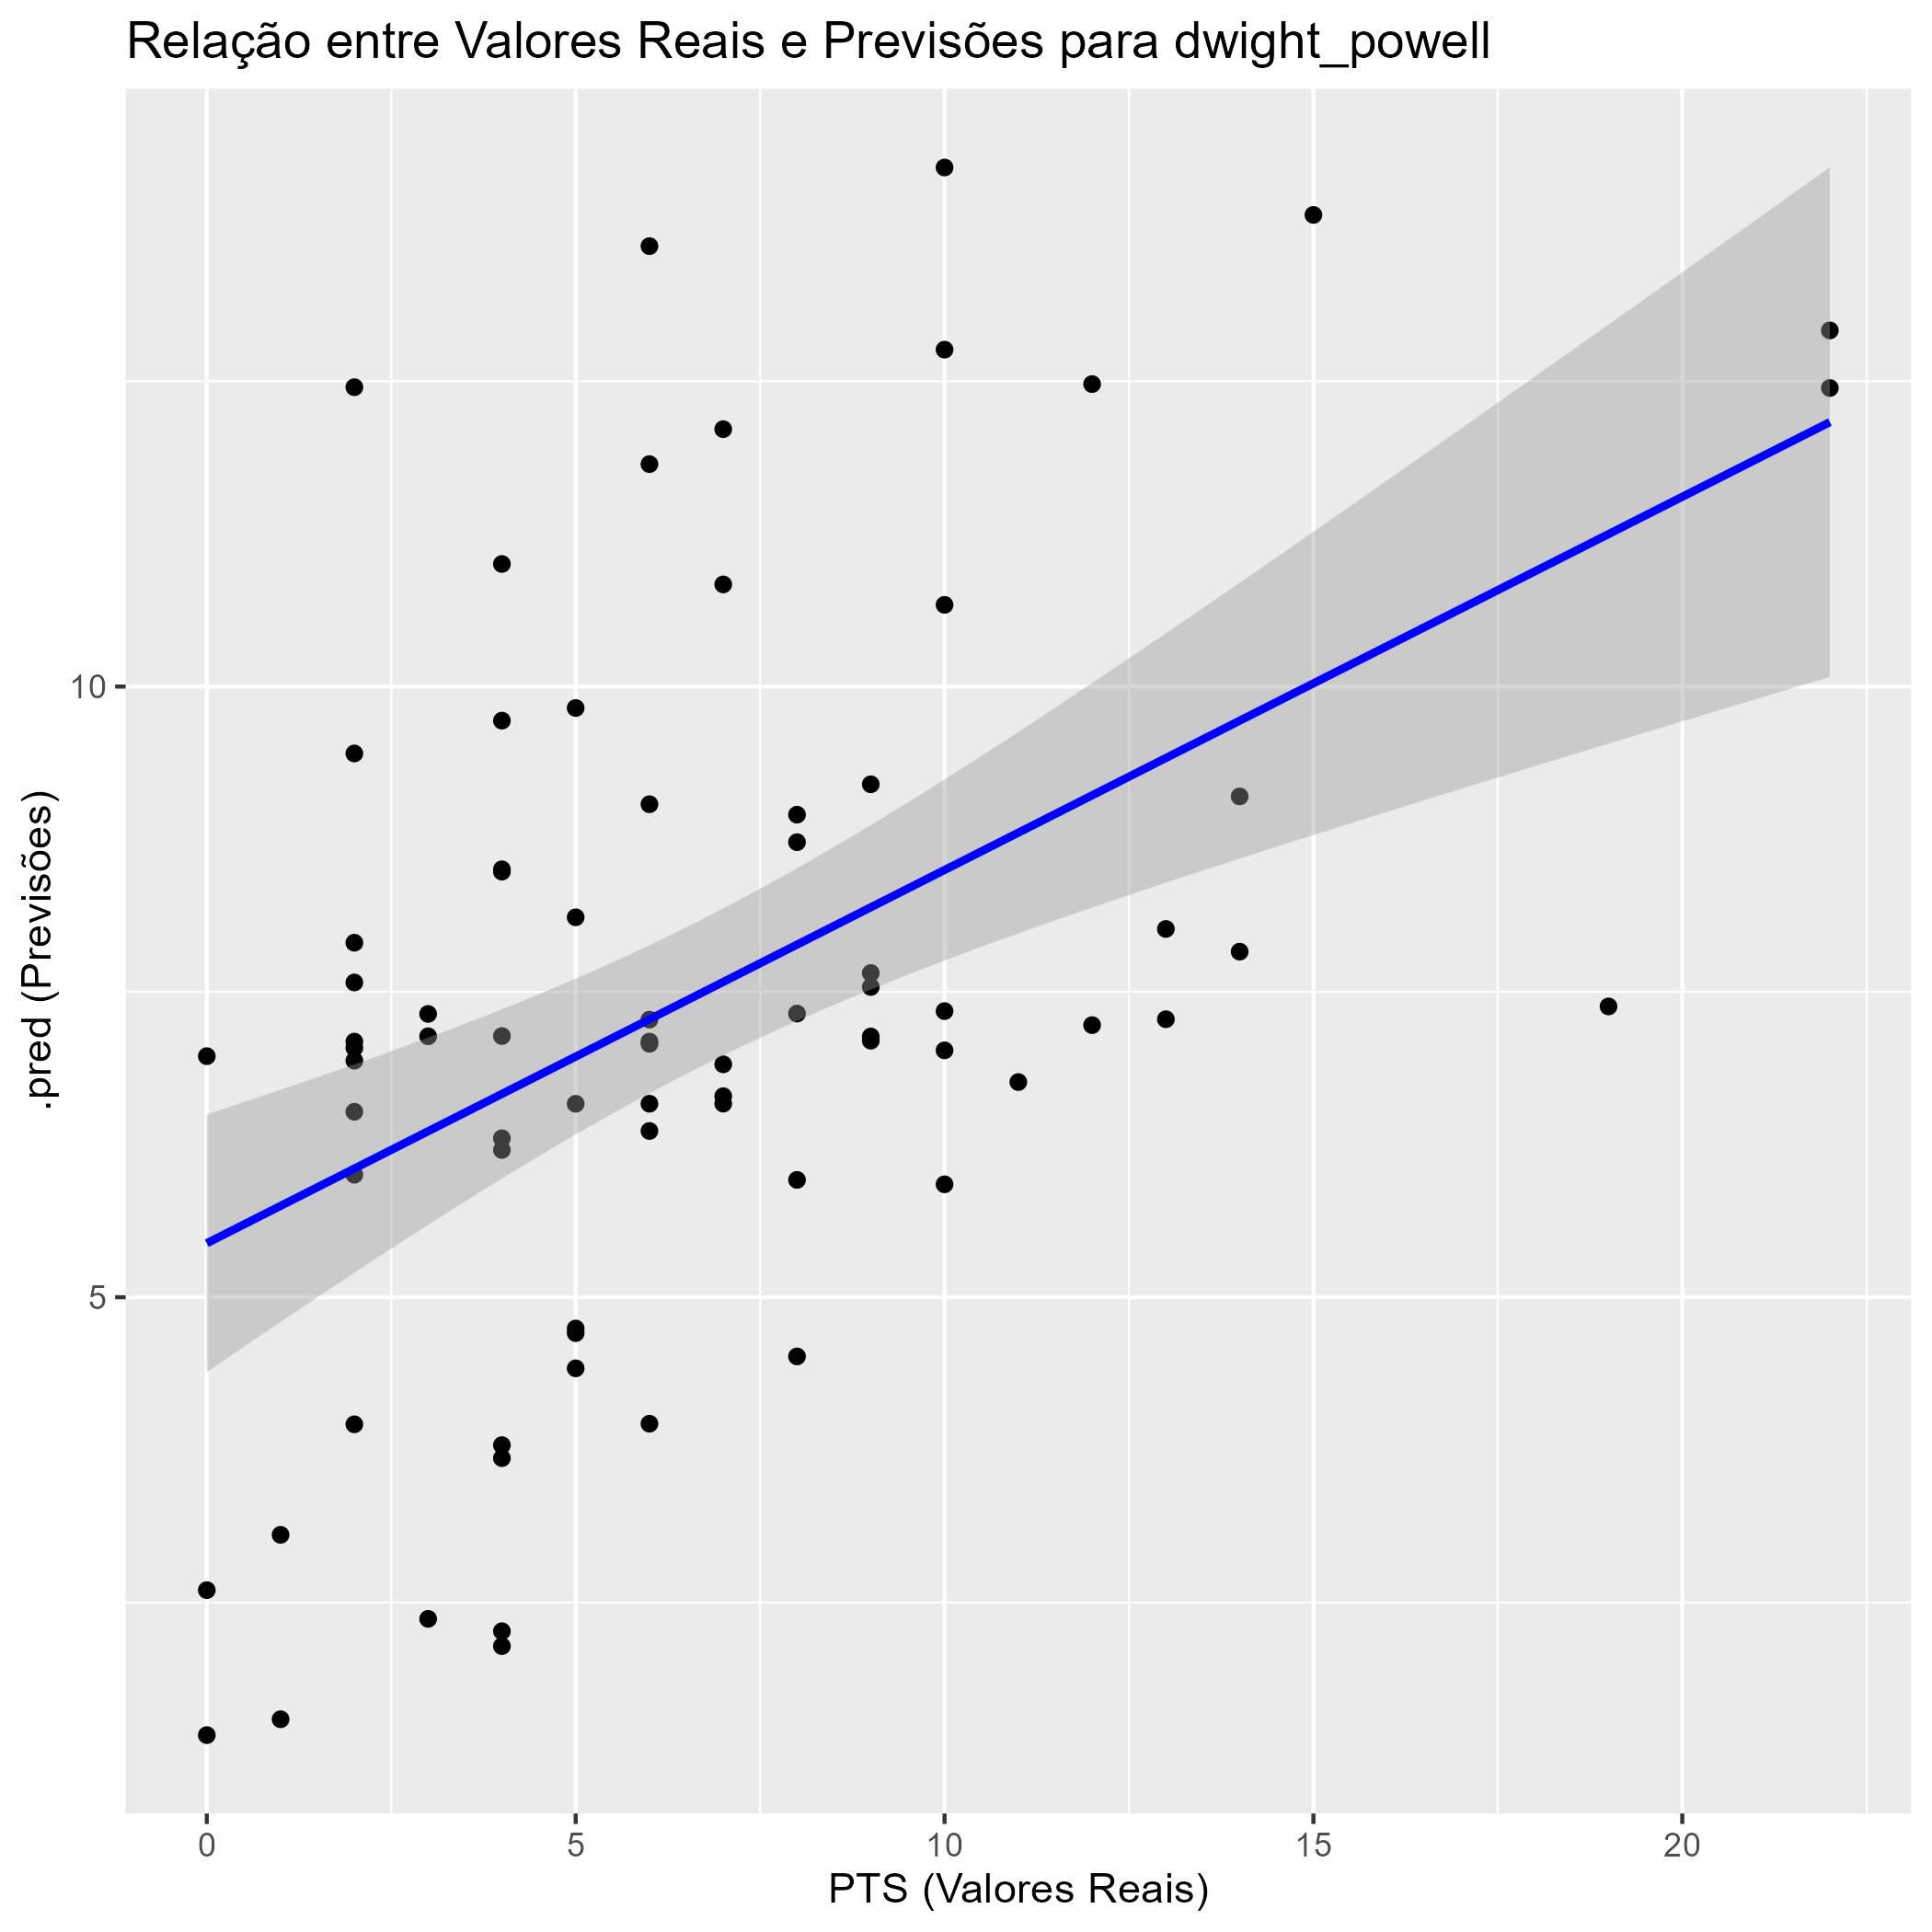 Relação entre Valores Reais e Previsões para dwight_powell
.pred (Previsões)
10
5
0 5 10 15 20
PTS (Valores Reais)